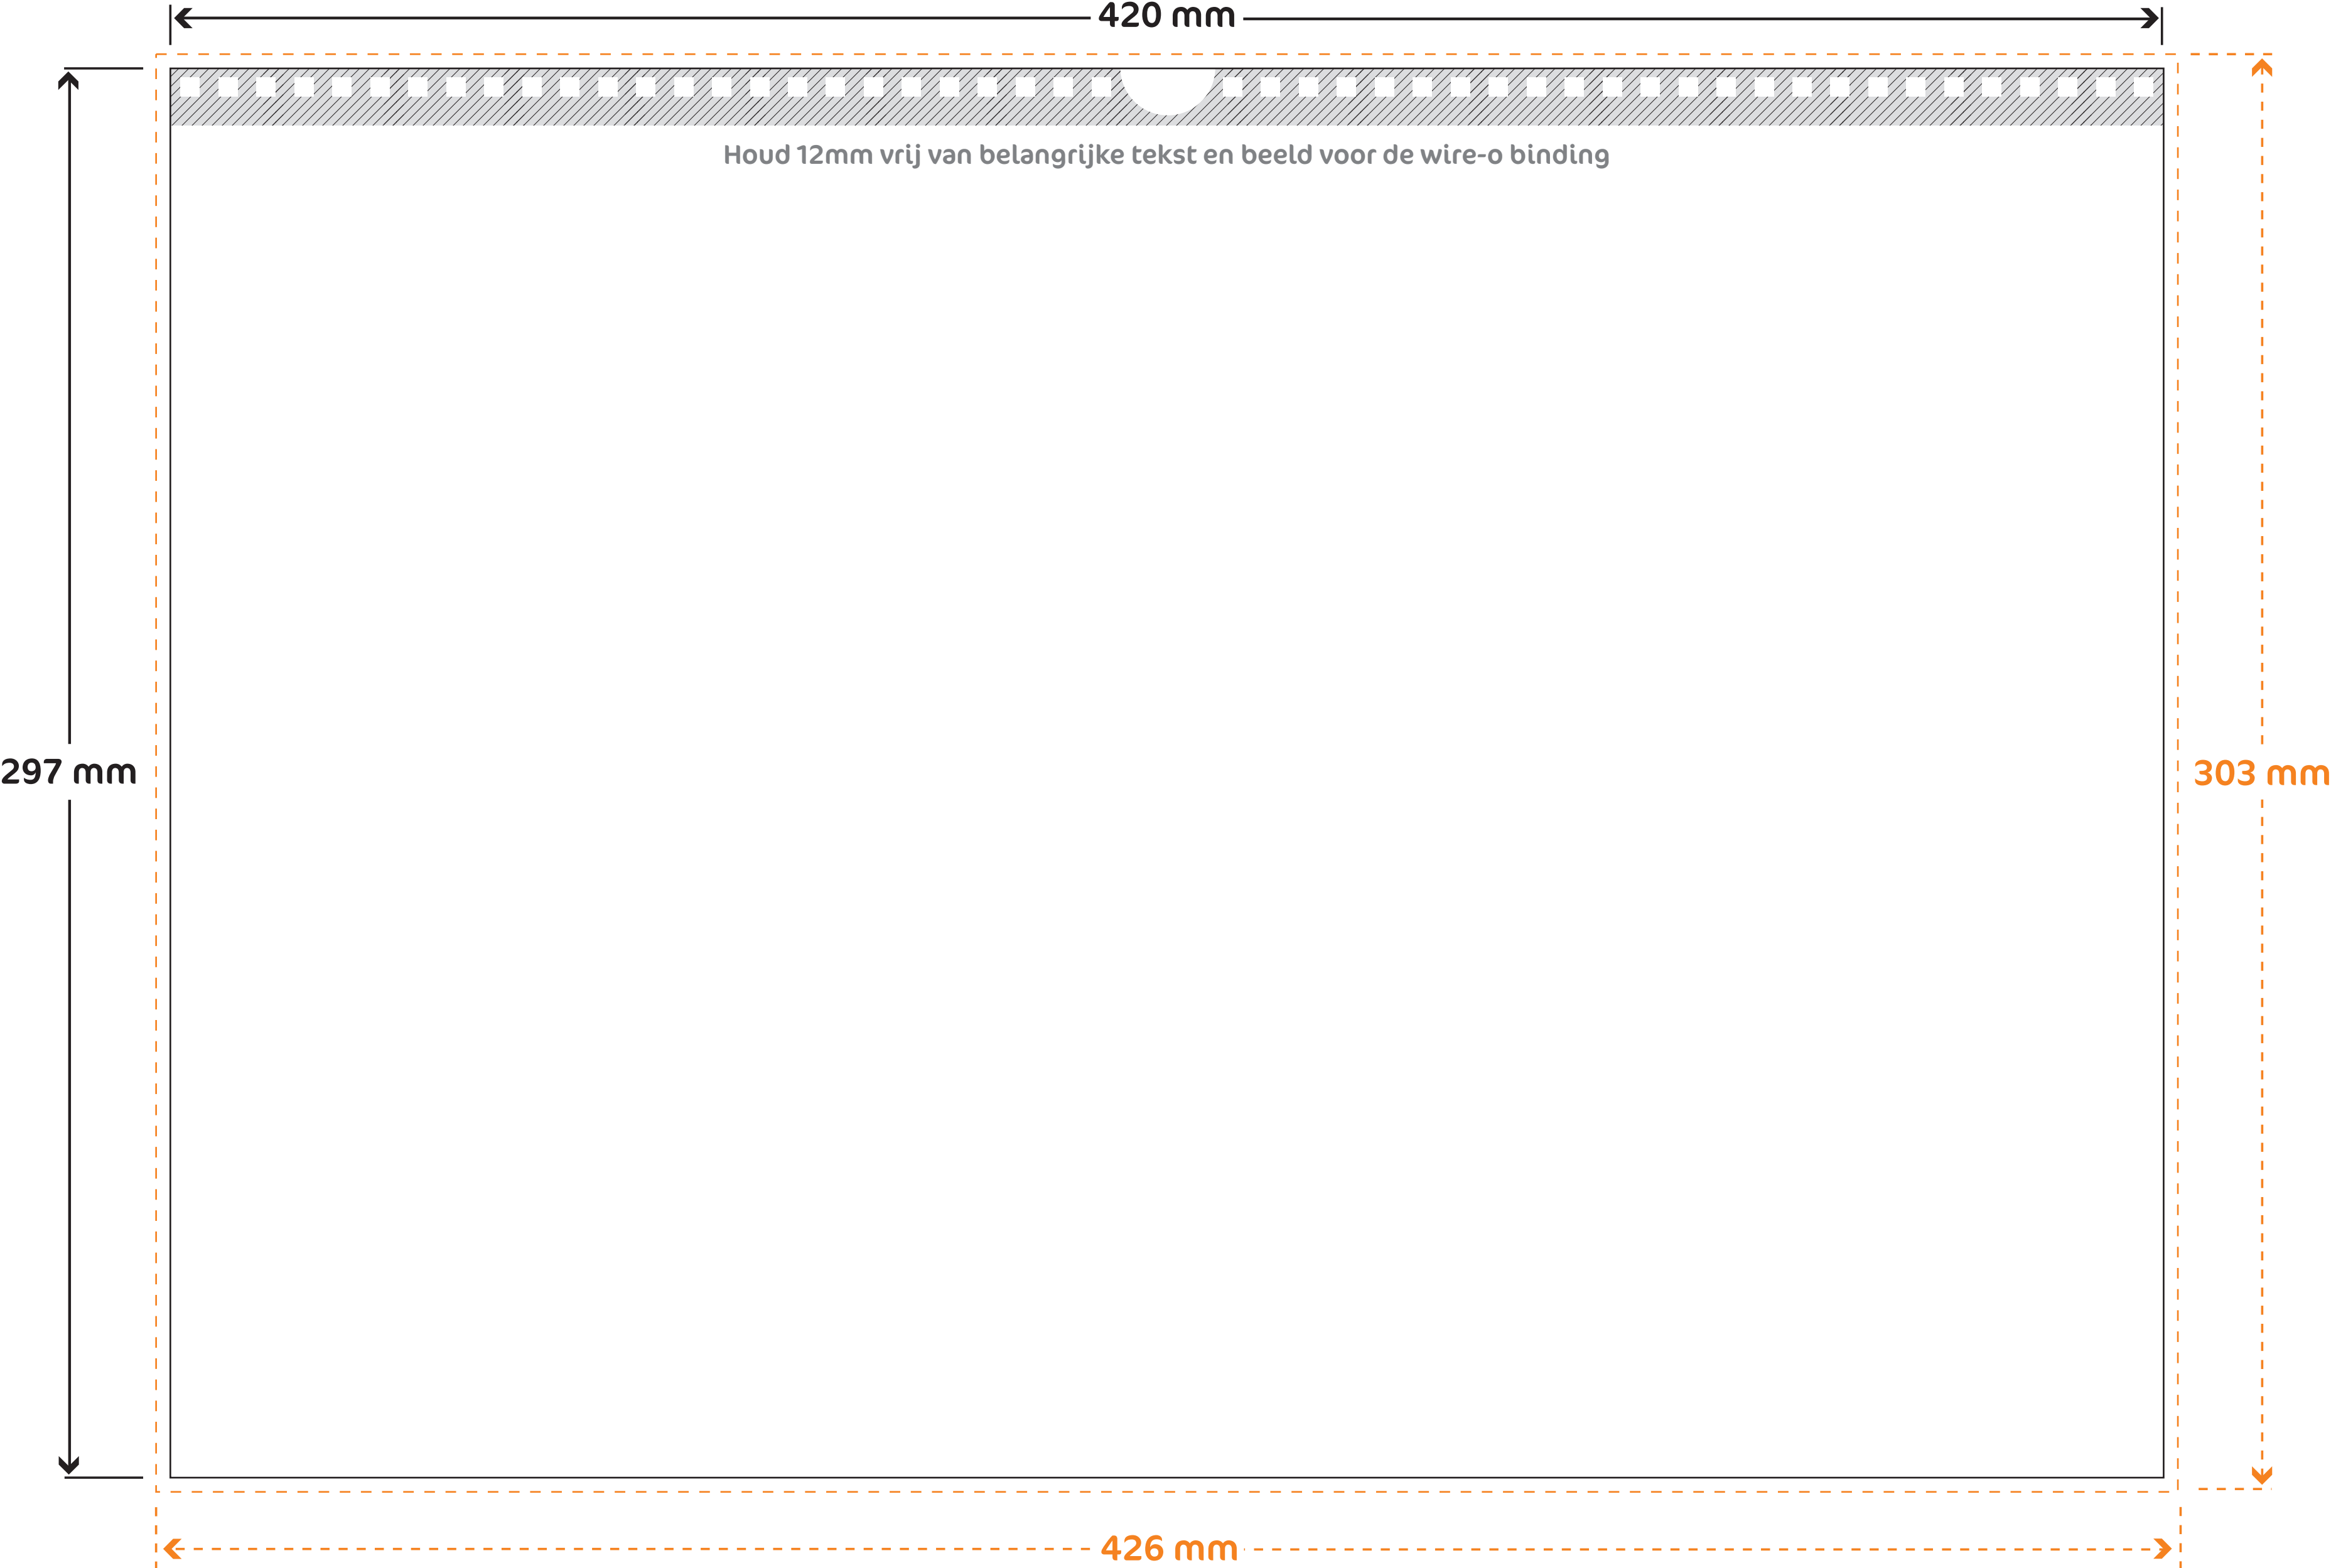 420 mm
Houd 12mm vrij van belangrijke tekst en beeld voor de wire-o binding
297 mm
303 mm
426 mm